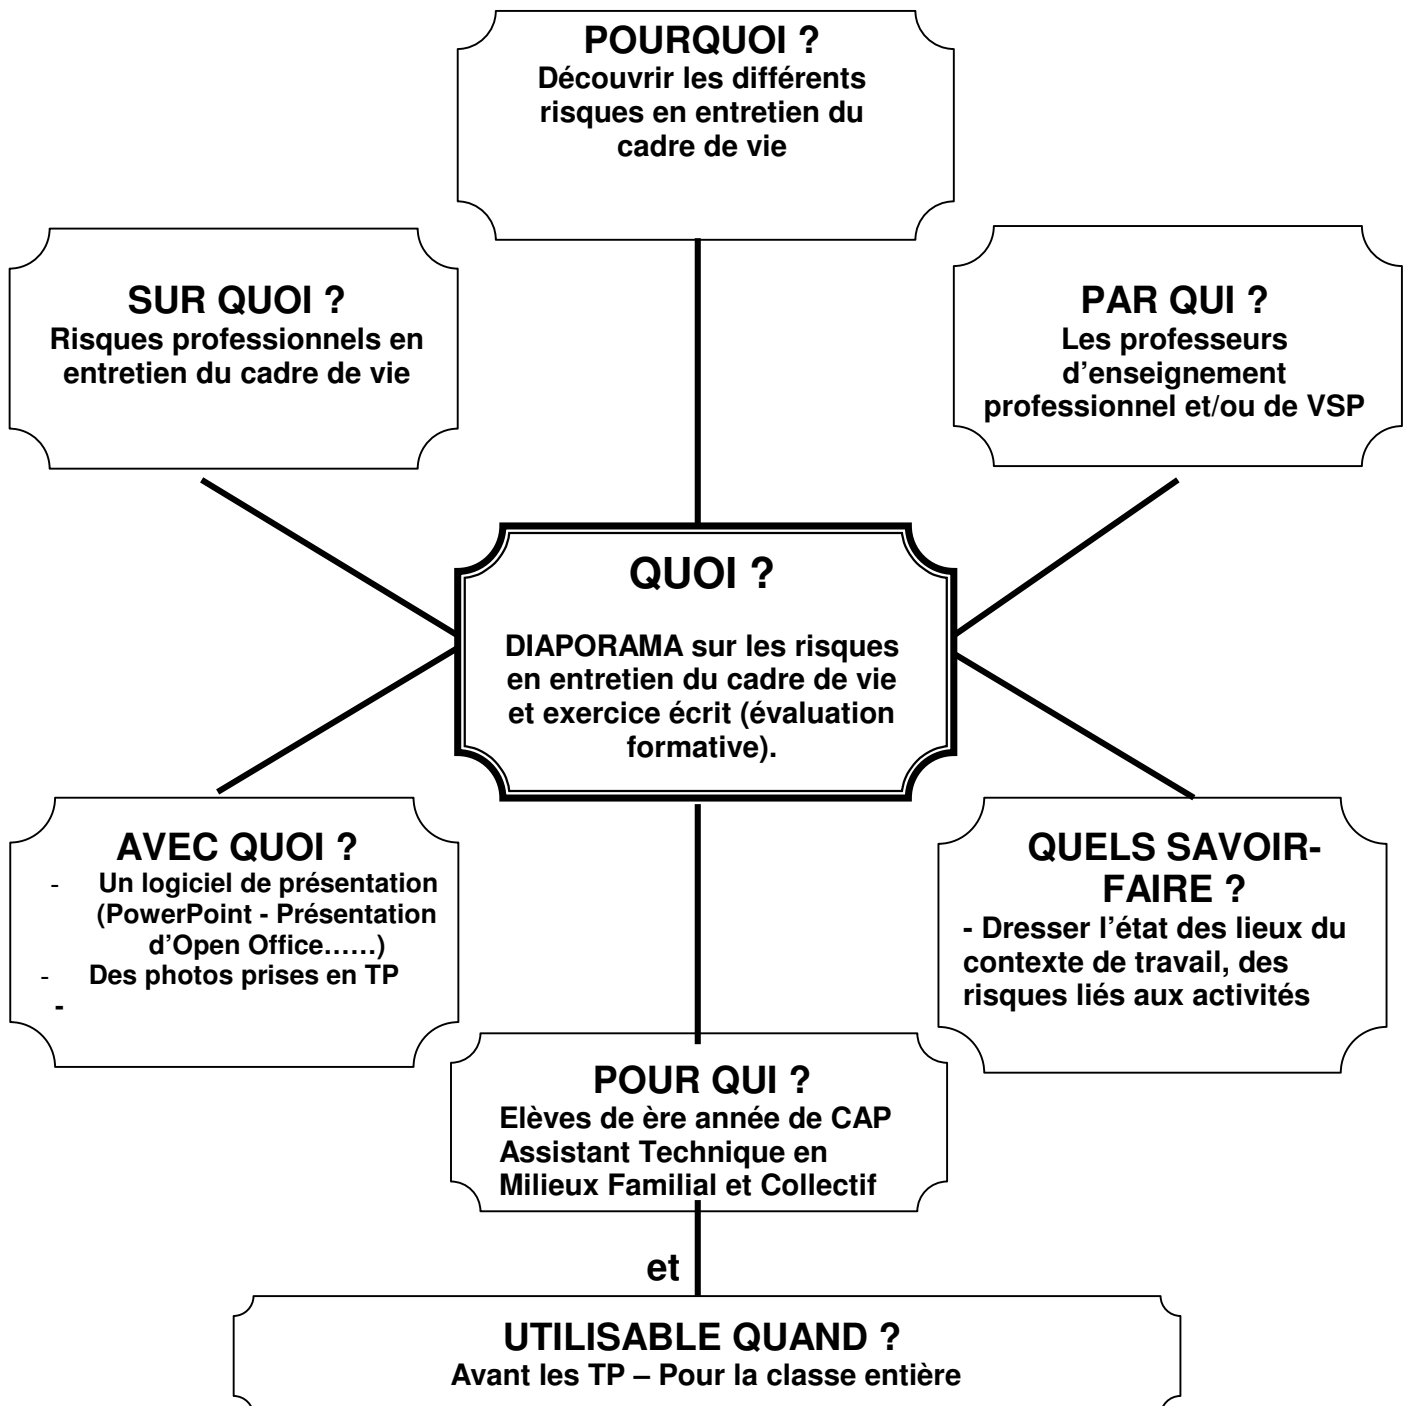 POURQUOI ?
Découvrir les différents
risques en entretien du
cadre de vie
SUR QUOI ?
Risques professionnels en
entretien du cadre de vie
PAR QUI ?
Les professeurs
d'enseignement
professionnel et/ou de VSP
QUOI ?
DIAPORAMA sur les risques
en entretien du cadre de vie
et exercice écrit (évaluation
formative).
AVEC QUOI ?
- Un logiciel de présentation
(PowerPoint - Présentation
d'Open Office……)
- Des photos prises en TP
-
QUELS SAVOIR-
FAIRE ?
- Dresser l'état des lieux du
contexte de travail, des
risques liés aux activités
POUR QUI ?
Elèves de ère année de CAP
Assistant Technique en
Milieux Familial et Collectif
et
UTILISABLE QUAND ?
Avant les TP – Pour la classe entière